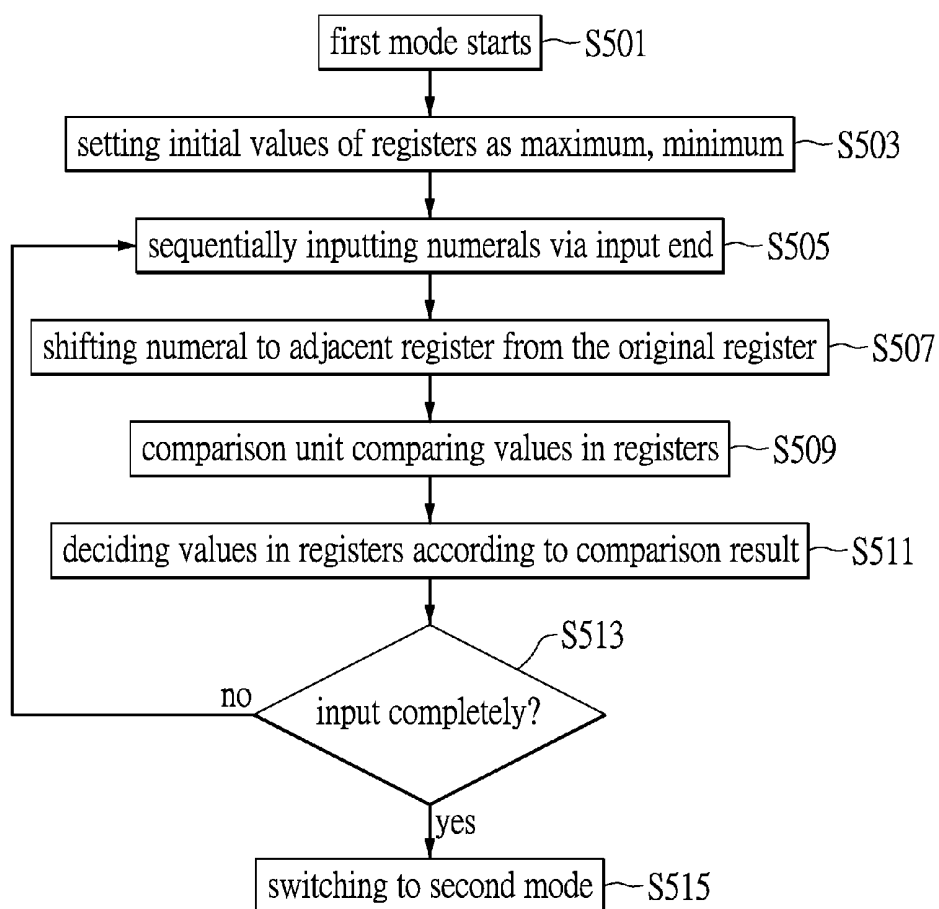 first mode starts S501
setting initial values of registers as maximum, minimum S503
sequentially inputting numerals via input end S505
shifting numeral to adjacent register from the original register S507
comparison unit comparing values in registers S509
deciding values in registers according to comparison result S511
S513
no
input completely?
yes
switching to second mode S515